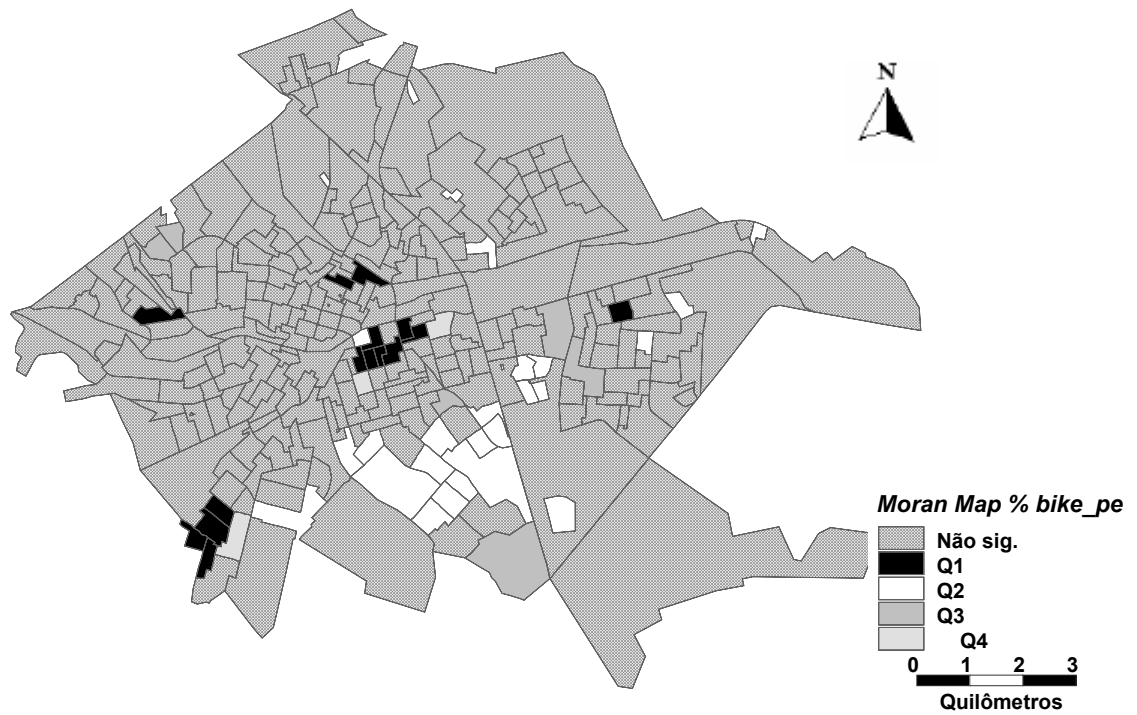 N
Moran Map % bike_pe
Não sig.
Q1
Q2
Q3
Q4
0 1 2 3
Quilômetros